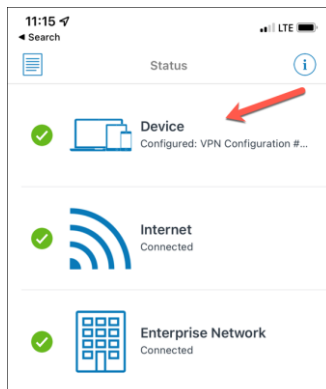 11:15
◀ Search
LTE
Status
i
Device
Configured: VPN Configuration #...
Internet
Connected
Enterprise Network
Connected